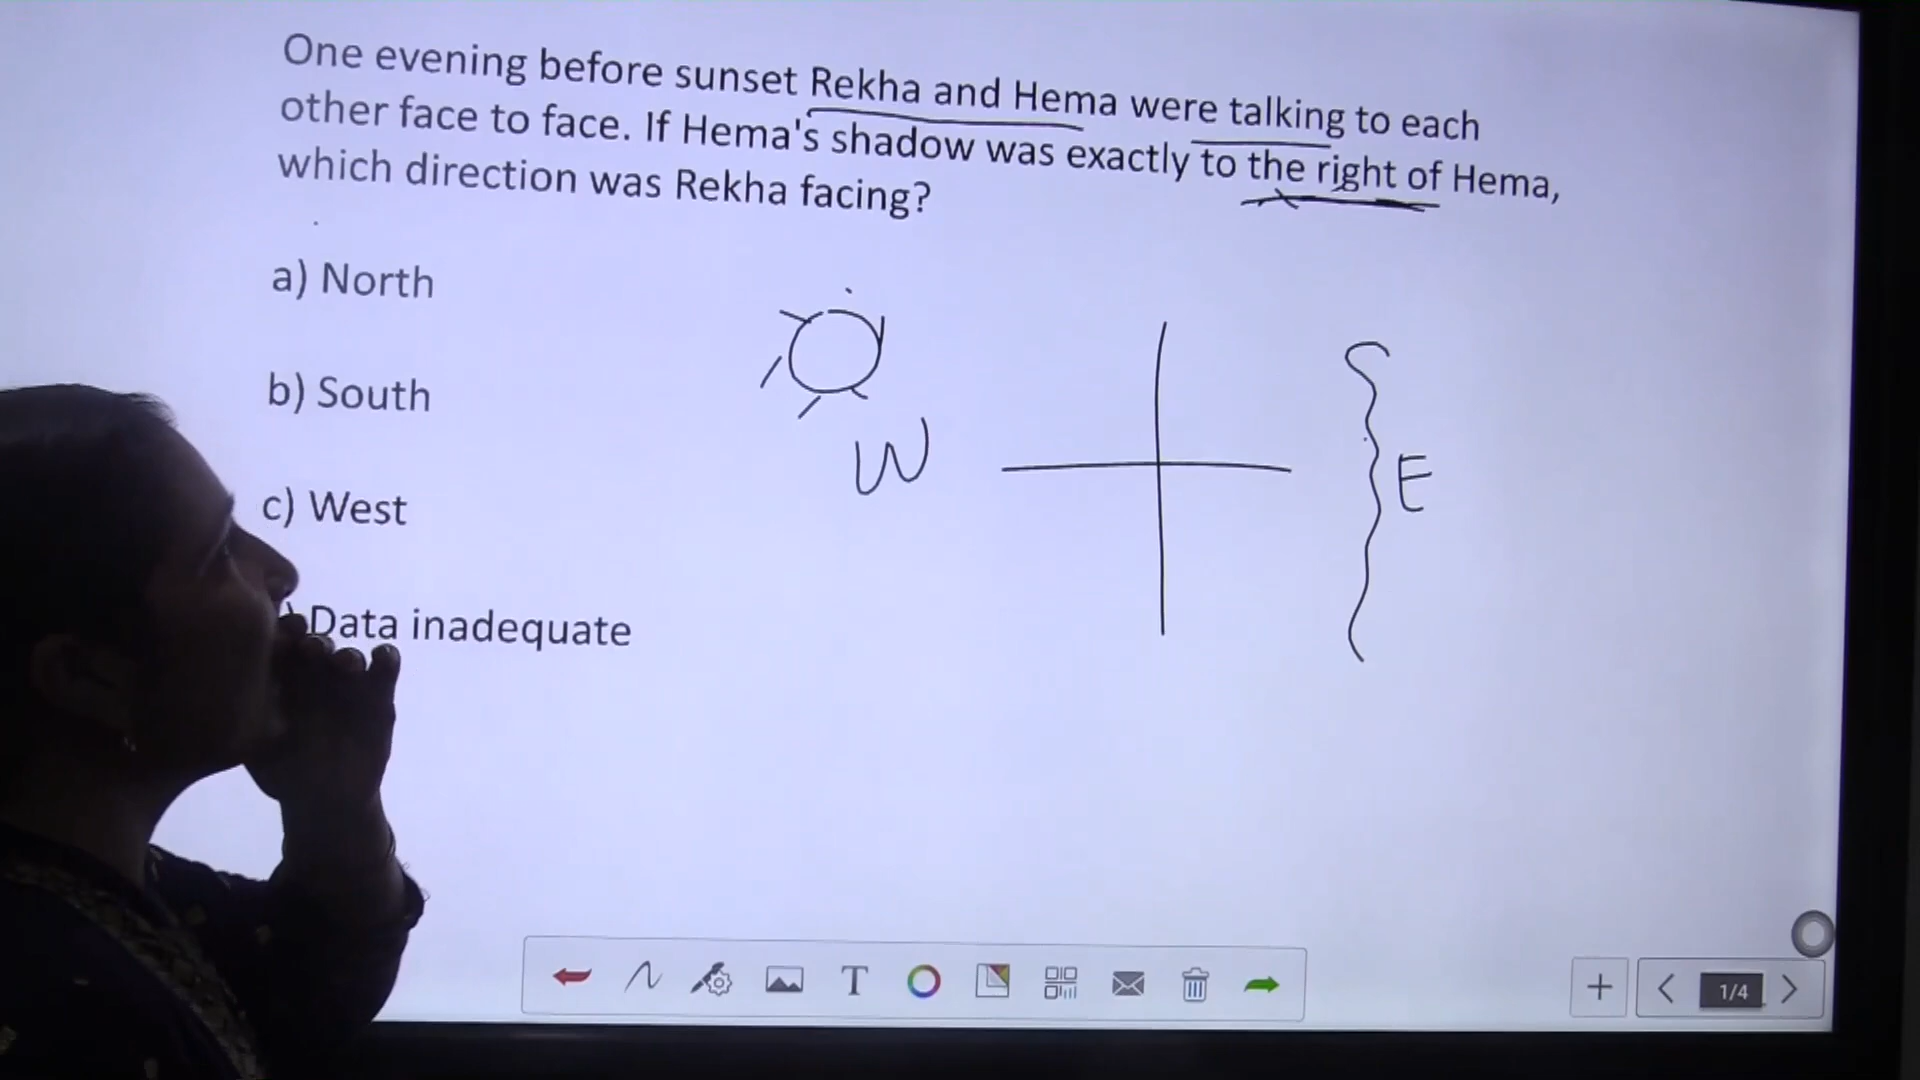 One evening before sunset Rekha and Hema were talking to each
other face to face. If Hema's shadow was exactly to the right of Hema,
which direction was Rekha facing?
a) North
b) South
W
E
c) West
Data inadequate
T
1/4